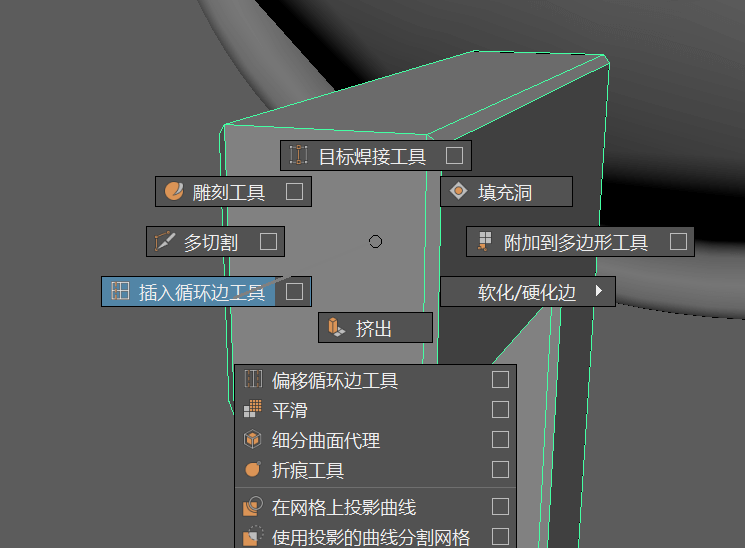 目标焊接工具
雕刻工具
填充洞
多切割
附加到多边形工具
插入循环边工具
软化/硬化边
挤出
偏移循环边工具
平滑
细分曲面代理
折痕工具
在网格上投影曲线
使用投影的曲线分割网格